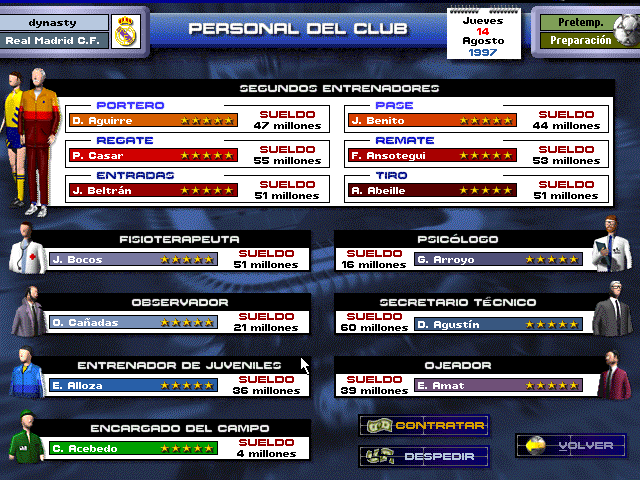 dynasty
Real Madrid C.F.
PERSONAL DEL CLUB
Jueves
14
Agosto
1997
Pretemp.
Preparación
SEGUNDOS ENTRENADORES
PORTERO
D. Aguirre
SUELDO
47 millones
PASE
J. Benito
SUELDO
44 millones
REGATE
P. Casar
SUELDO
55 millones
REMATE
F. Ansotegui
SUELDO
53 millones
ENTRADAS
J. Beltrán
SUELDO
51 millones
TIRO
A. Abeille
SUELDO
51 millones
FISIOTERAPEUTA
J. Bocos
SUELDO
51 millones
PSICÓLOGO
SUELDO
16 millones
G. Arroyo
OBSERVADOR
O. Cañadas
SUELDO
21 millones
SECRETARIO TÉCNICO
SUELDO
60 millones
D. Agustín
ENTRENADOR DE JUVENILES
E. Alloza
SUELDO
36 millones
OJEADOR
SUELDO
39 millones
E. Amat
ENCARGADO DEL CAMPO
C. Acebedo
SUELDO
4 millones
CONTRATAR
DESPEDIR
VOLVER